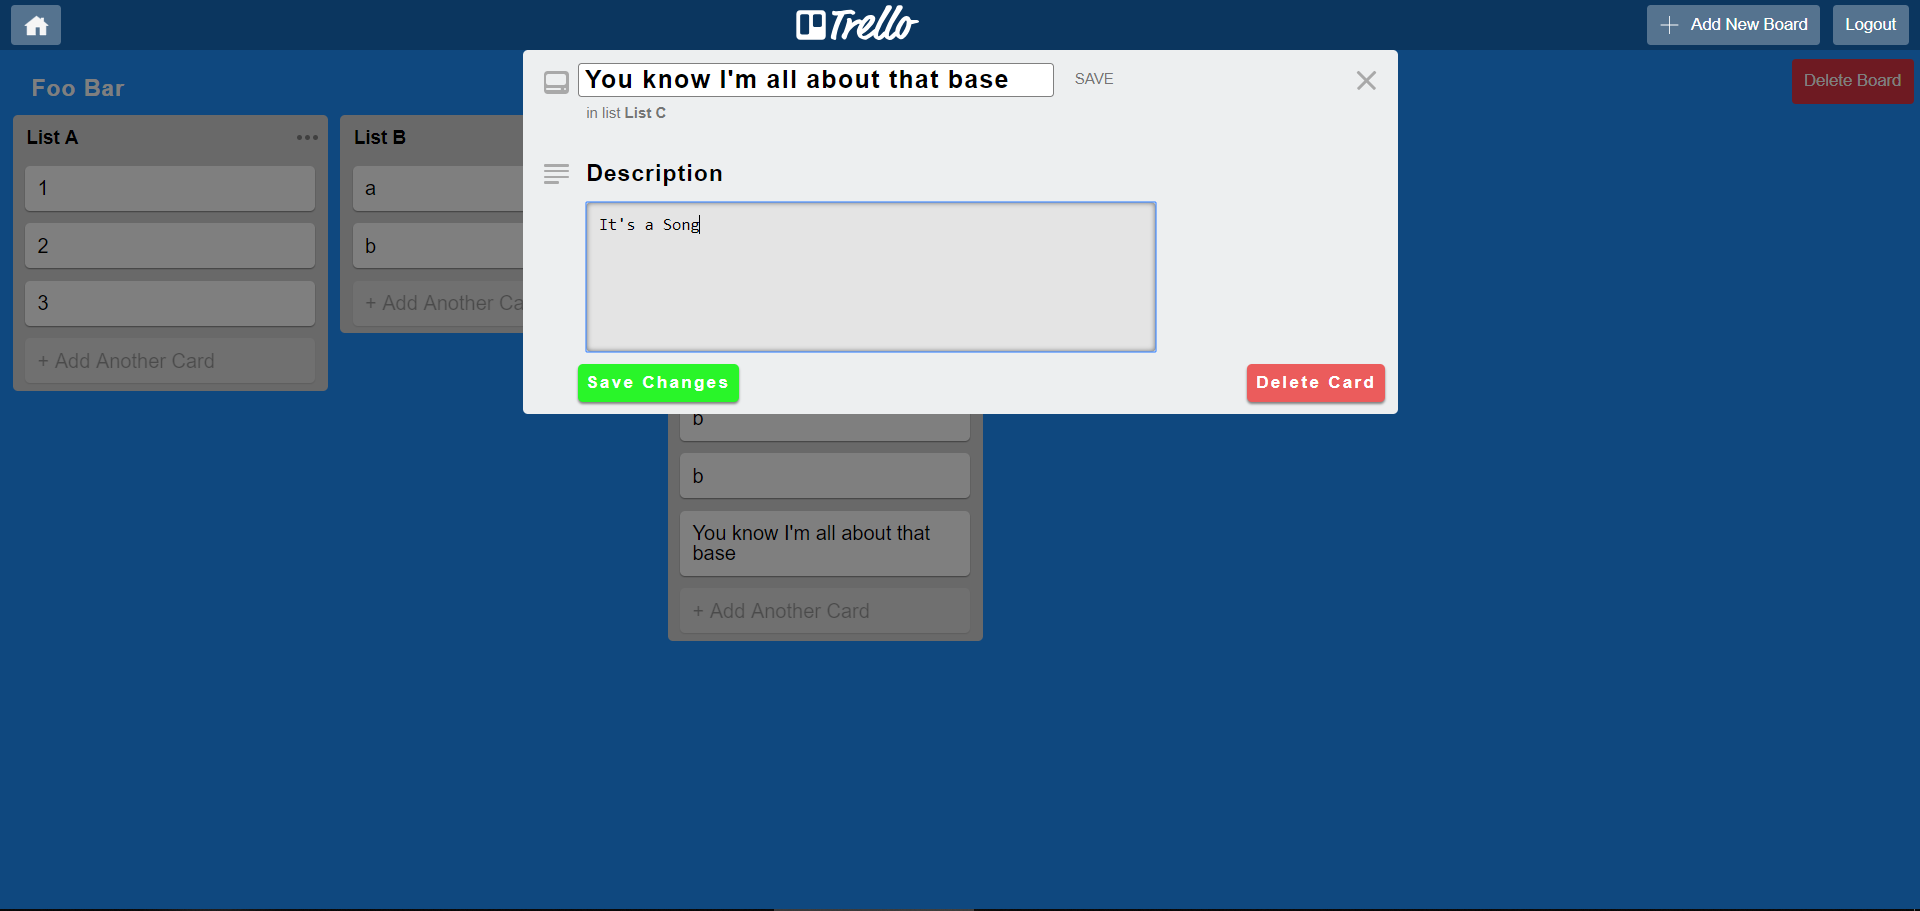 Trello
Add New Board
Logout
Foo Bar
Delete Board
List A
1
2
3
+ Add Another Card
List B
a
b
+ Add Another
You know I'm all about that base
SAVE
in list List C
Description
It's a Song
Save Changes
Delete Card
b
b
You know I'm all about that
base
+ Add Another Card